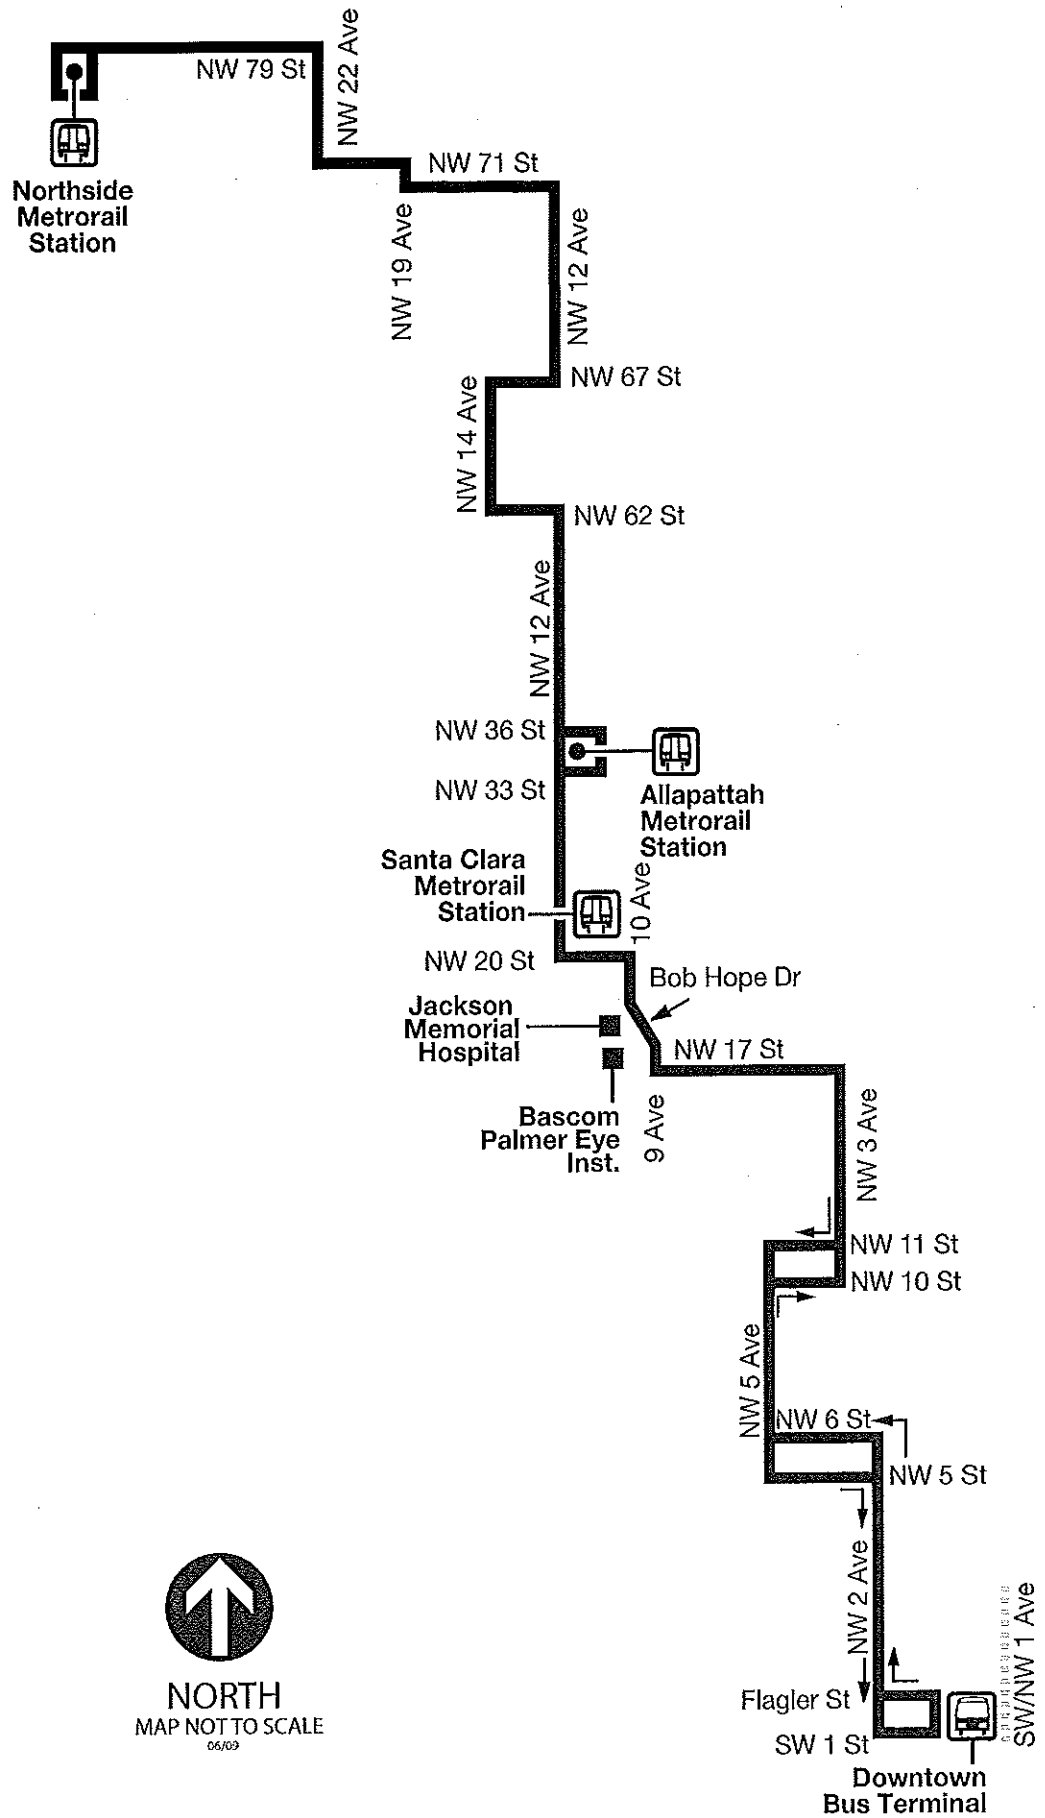 NW 79 St
NW 22 Ave
Northside
Metrorail
Station
NW 71 St
NW 19 Ave
NW 12 Ave
NW 67 St
NW 14 Ave
NW 62 St
NW 12 Ave
NW 36 St
NW 33 St
Allapattah
Metrorail
Station
Santa Clara
Metrorail
Station
10 Ave
NW 20 St
Bob Hope Dr
Jackson
Memorial
Hospital
NW 17 St
Bascom
Palmer Eye
Inst.
9 Ave
NW 3 Ave
NW 11 St
NW 10 St
NW 5 Ave
NW 6 St
NW 5 St
NW 2 Ave
SW/NW 1 Ave
Flagler St
SW 1 St
Downtown
Bus Terminal
NORTH
MAP NOT TO SCALE
06/09